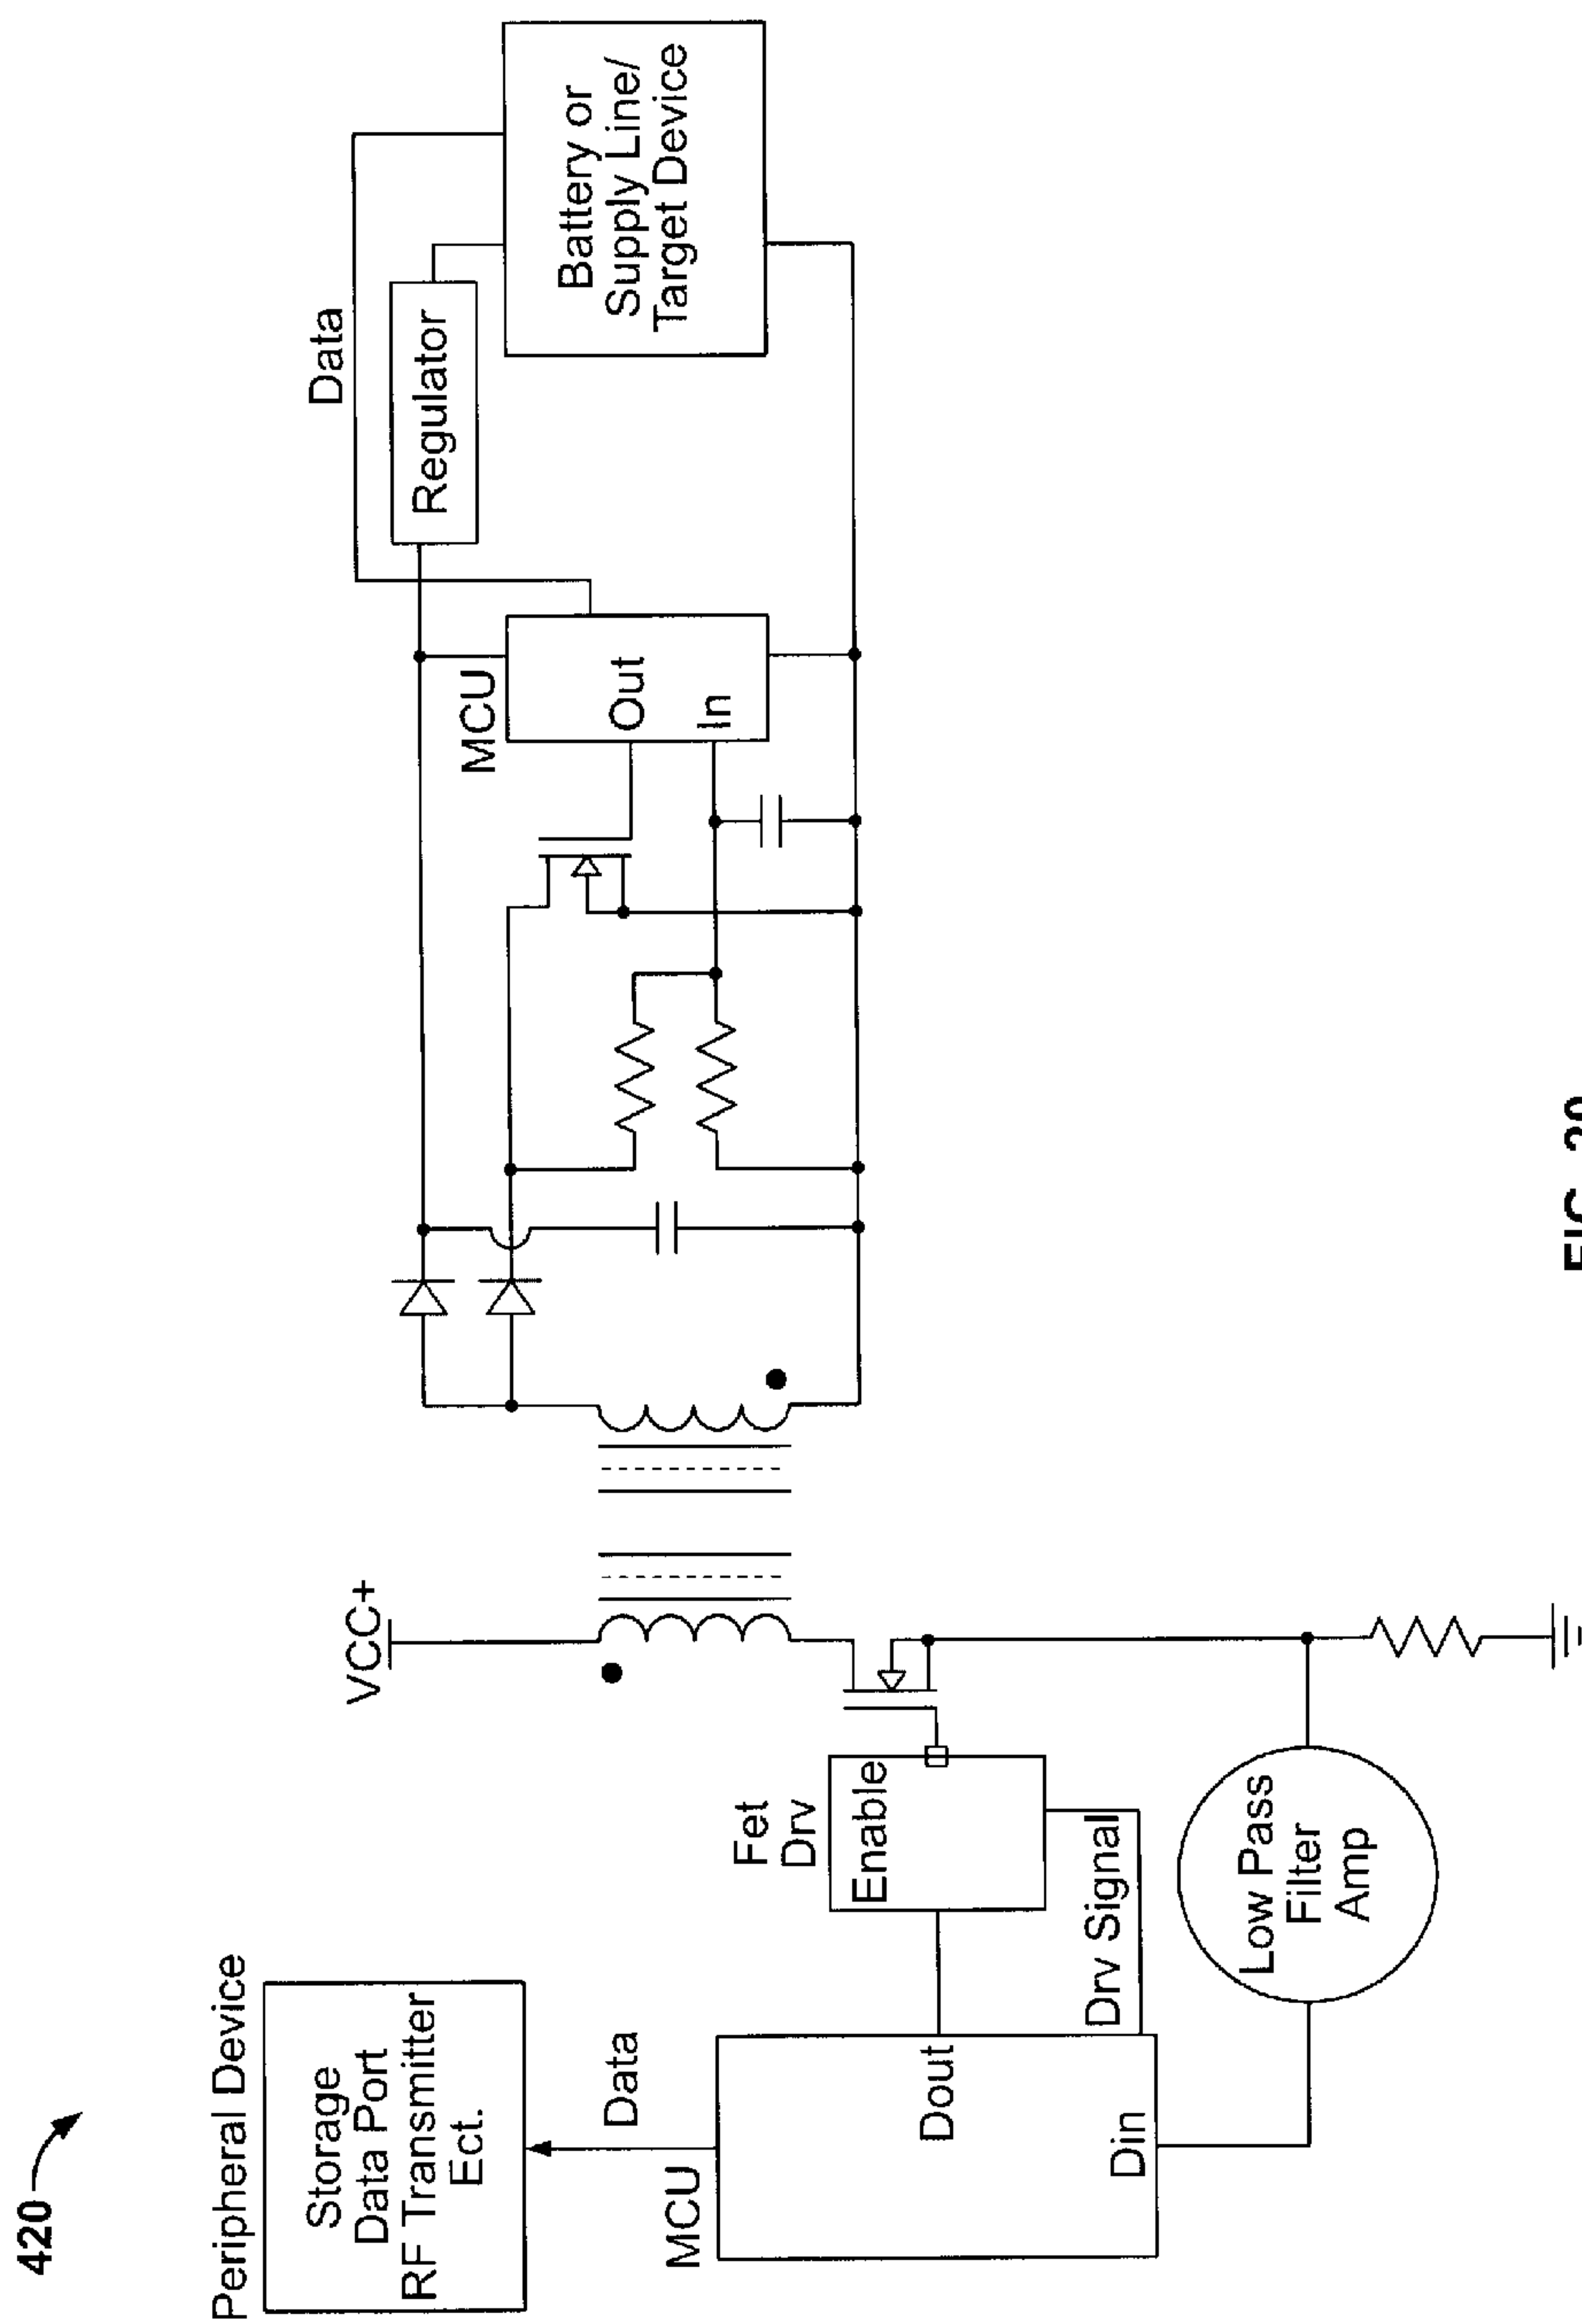 420
Peripheral Device
Storage
Data Port
RF Transmitter
Ect.
Data
MCU
Dout
Din
Drv Signal
Fet
Drv
Enable
Low Pass
Filter
Amp
VCC+
MCU
Out
In
Data
Regulator
Battery or
Supply Line/
Target Device